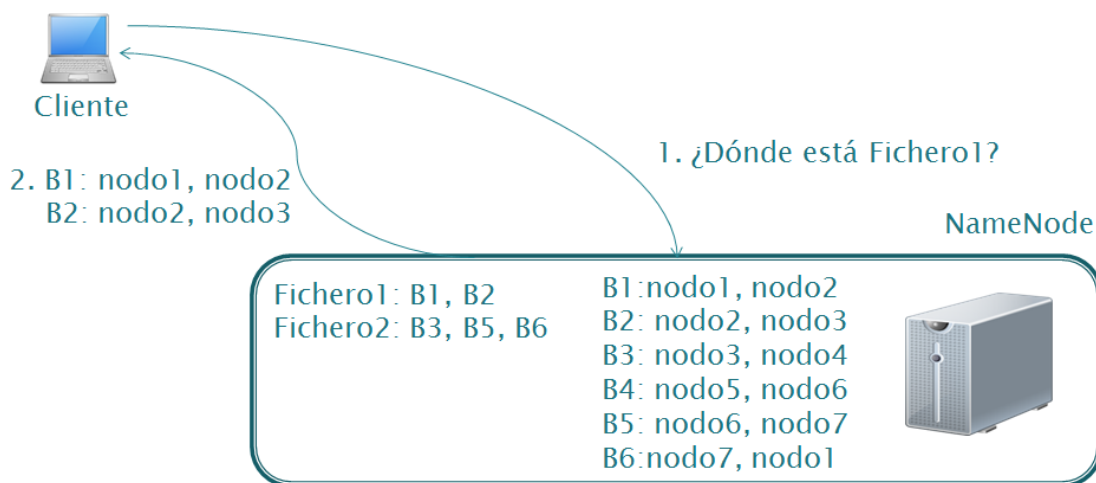 Cliente
1. ¿Dónde está Fichero1?
2. B1: nodo1, nodo2
B2: nodo2, nodo3
NameNode
Fichero1: B1, B2
Fichero2: B3, B5, B6
B1:nodo1, nodo2
B2: nodo2, nodo3
B3: nodo3, nodo4
B4: nodo5, nodo6
B5: nodo6, nodo7
B6:nodo7, nodo1